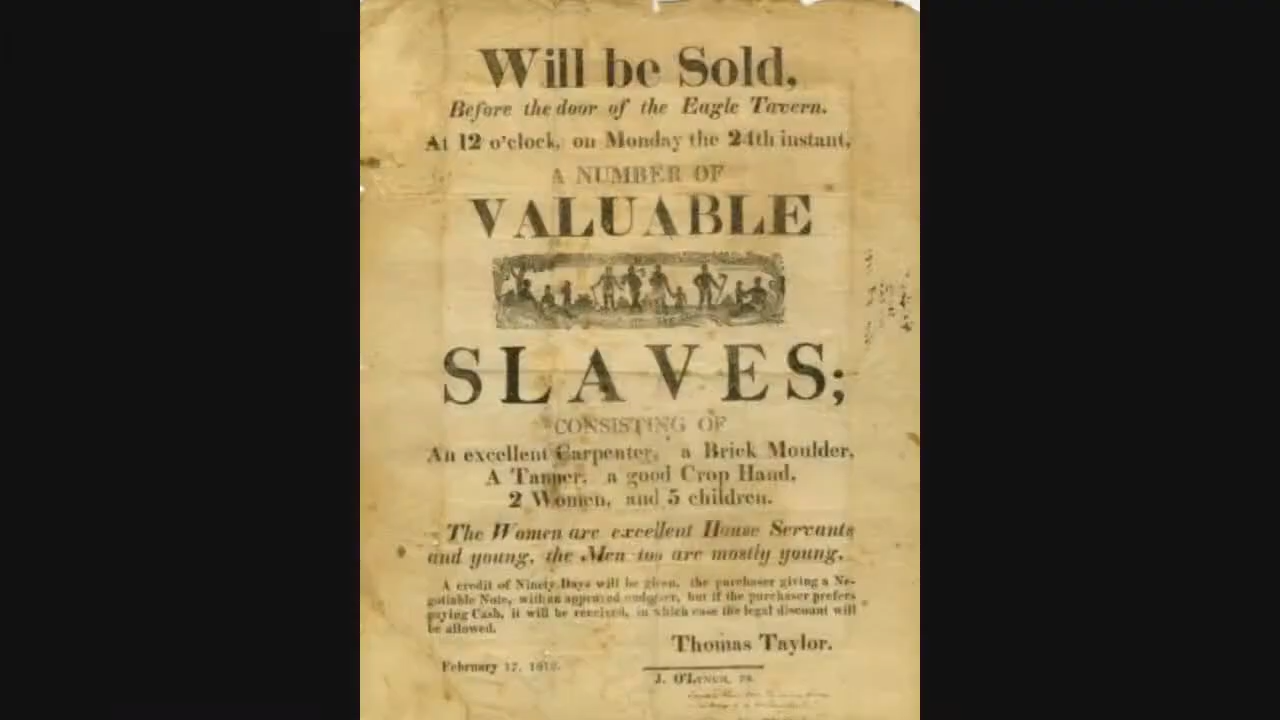 Will be Sold,
Before the door of the Eagle Tavern.
At 12 o'clock, on Monday the 24th instant,
A NUMBER OF
VALUABLE
SLAVES;
CONSISTING OF
An excellent Carpenter, a Brick Moulder,
A Tanner, a good Crop Hand,
2 Women, and 5 children.
The Women are excellent House Servants
and young, the Men too are mostly young.
A credit of Ninety Days will be given, the purchaser giving a Ne-
gotiable Note, with an approved endorser, but if the purchaser prefers
paying Cash, it will be received, in which case the legal discount will
be allowed.
Thomas Taylor.
February 17, 1812.
J. O'LYNCH,